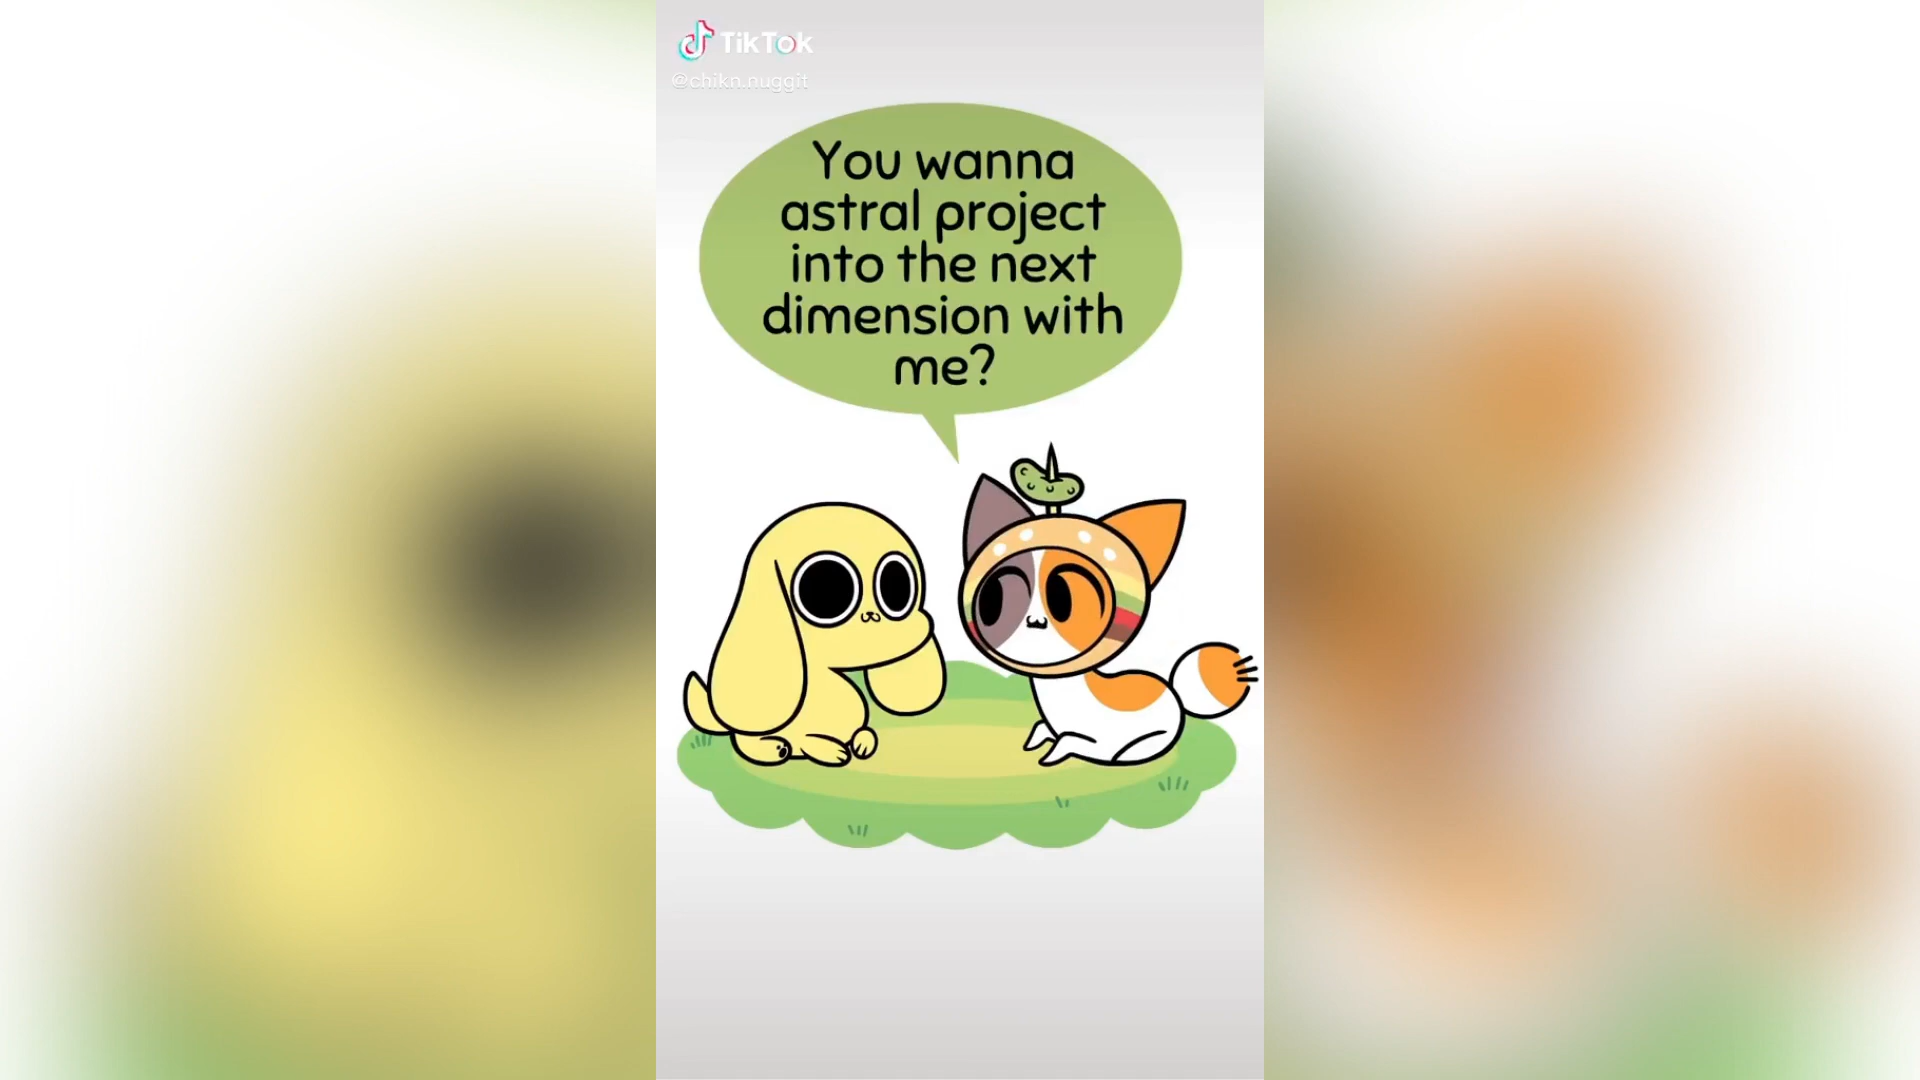 TikTok
@chikn.nuggit
You wanna
astral project
into the next
dimension with
me?